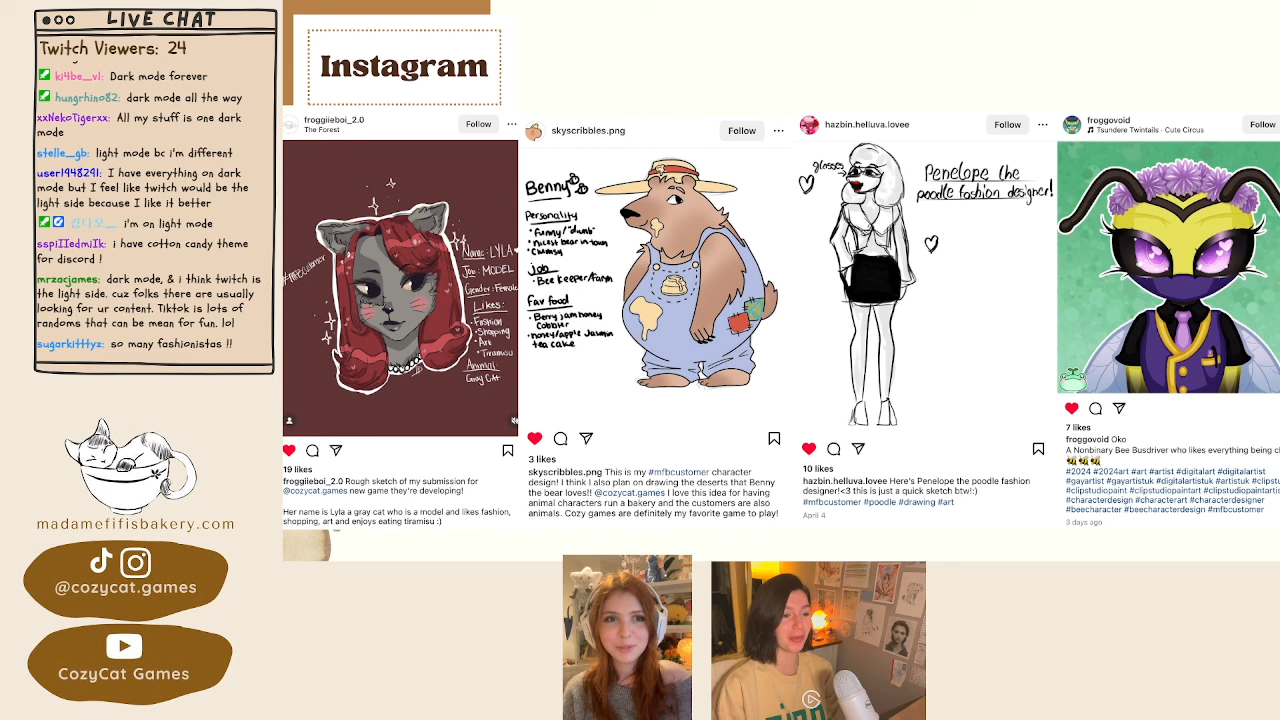 LIVE CHAT
Twitch Viewers: 24
ki4be_vl: Dark mode forever
hungrhino82: dark mode all the way
xxNekoTigerxx: All my stuff is one dark
mode
stelle_gb: light mode bc i'm different
user1948291: I have everything on dark
mode but I feel like twitch would be the
light side because I like it better
i'm on light mode
sspiIIedmiIk: i have cotton candy theme
for discord !
mrzacjames: dark mode, & i think twitch is
the light side. cuz folks there are usually
looking for ur content. Tiktok is lots of
randoms that can be mean for fun. lol
sugarkitttyz: so many fashionistas !!
madamefifisbakery.com
@cozycat.games
CozyCat Games
Instagram
froggiieboi_2.0
The Forest
Follow
Name: LYLA
Job: MODEL
Gender: Female
Likes:
Fashion
Shopping
Art
Tiramisu
Animal
Gray CAt
19 likes
froggiieboi_2.0 Rough sketch of my submission for
@cozycat.games new game they're developing!
Her name is Lyla a gray cat who is a model and likes fashion,
shopping, art and enjoys eating tiramisu :)
skyscribbles.png
Follow
Benny
Personality
Funny/"dumb"
nicest bear in town
Clumsy
Job
Bee keeper/farm
Fav food
Berry jam honey
cobbler
honey/apple Jasmin
tea cake
3 likes
skyscribbles.png This is my #mfbcustomer character
design! I think I also plan on drawing the deserts that Benny
the bear loves!! @cozycat.games I love this idea for having
animal characters run a bakery and the customers are also
animals. Cozy games are definitely my favorite game to play!
hazbin.helluva.lovee
Follow
glosses
Penelope the
poodle fashion designer!
10 likes
hazbin.helluva.lovee Here's Penelope the poodle fashion
designer!<3 this is just a quick sketch btw!:)
#mfbcustomer #poodle #drawing #art
April 4
froggovoid
Tsundere Twintails · Cute Circus
Follow
7 likes
froggovoid Oko
A Nonbinary Bee Busdriver who likes everything being cl
#2024 #2024art #art #artist #digitalart #digitalartist
#gayartist #gayartistuk #digitalartistuk #artistuk #clipstu
#clipstudiopaint #clipstudiopaintart #clipstudiopaintartis
#characterdesign #characterart #characterdesigner
#beecharacter #beecharacterdesign #mfbcustomer
3 days ago